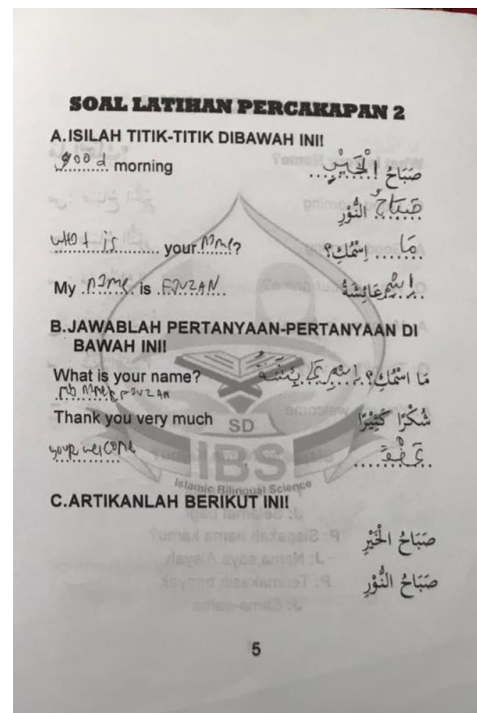 SOAL LATIHAN PERCAKAPAN 2
A.ISILAH TITIK-TITIK DIBAWAH INI!
good morning صَبَاحُ الْخَيْرِ
صَبَاحُ النُّوْرِ
what is your name? مَا اسْمُكِ؟
My name is FAUZAN اِسْمِيْ عَائِشَةُ
B.JAWABLAH PERTANYAAN-PERTANYAAN DI
BAWAH INI!
What is your name? مَا اسْمُكِ؟
FAUZAN
Thank you very much شُكْرًا كَثِيْرًا
your welcome
SD
IBS
Islamic Bilingual Science
C.ARTIKANLAH BERIKUT INI!
صَبَاحُ الْخَيْرِ
صَبَاحُ النُّوْرِ
5